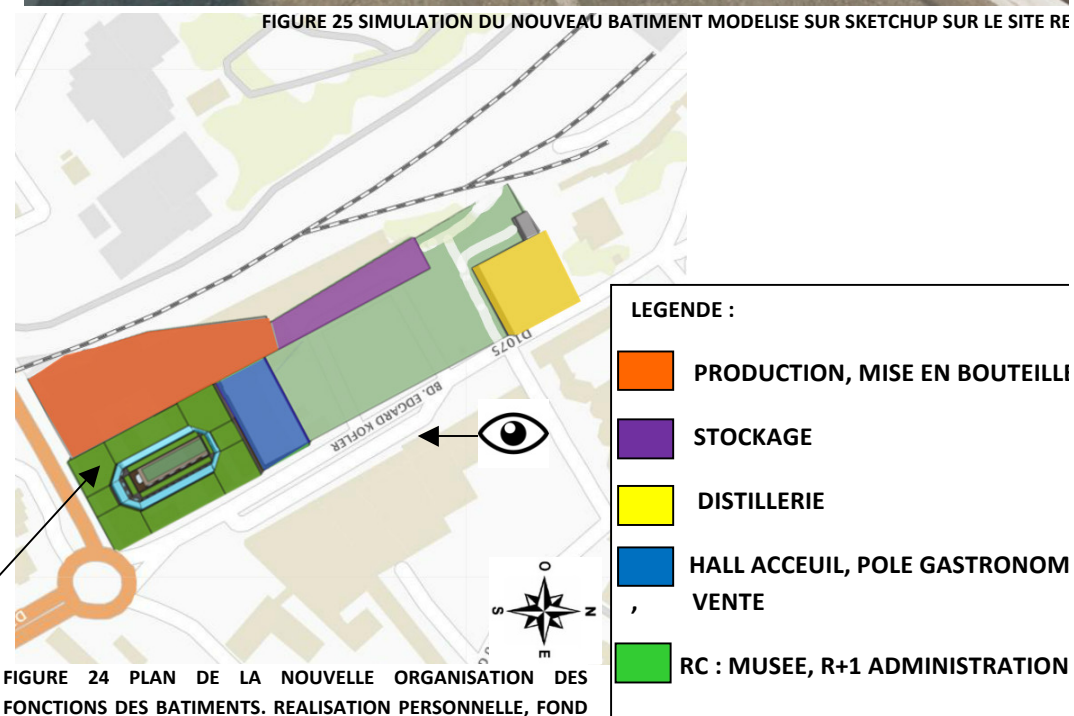 FIGURE 25 SIMULATION DU NOUVEAU BATIMENT MODELISE SUR SKETCHUP SUR LE SITE RE
D1075
BD. EDGARD KOFLER
O
S
N
E
LEGENDE :
PRODUCTION, MISE EN BOUTEILLE
STOCKAGE
DISTILLERIE
HALL ACCEUIL, POLE GASTRONOM
, VENTE
RC : MUSEE, R+1 ADMINISTRATION
FIGURE 24 PLAN DE LA NOUVELLE ORGANISATION DES
FONCTIONS DES BATIMENTS. REALISATION PERSONNELLE, FOND